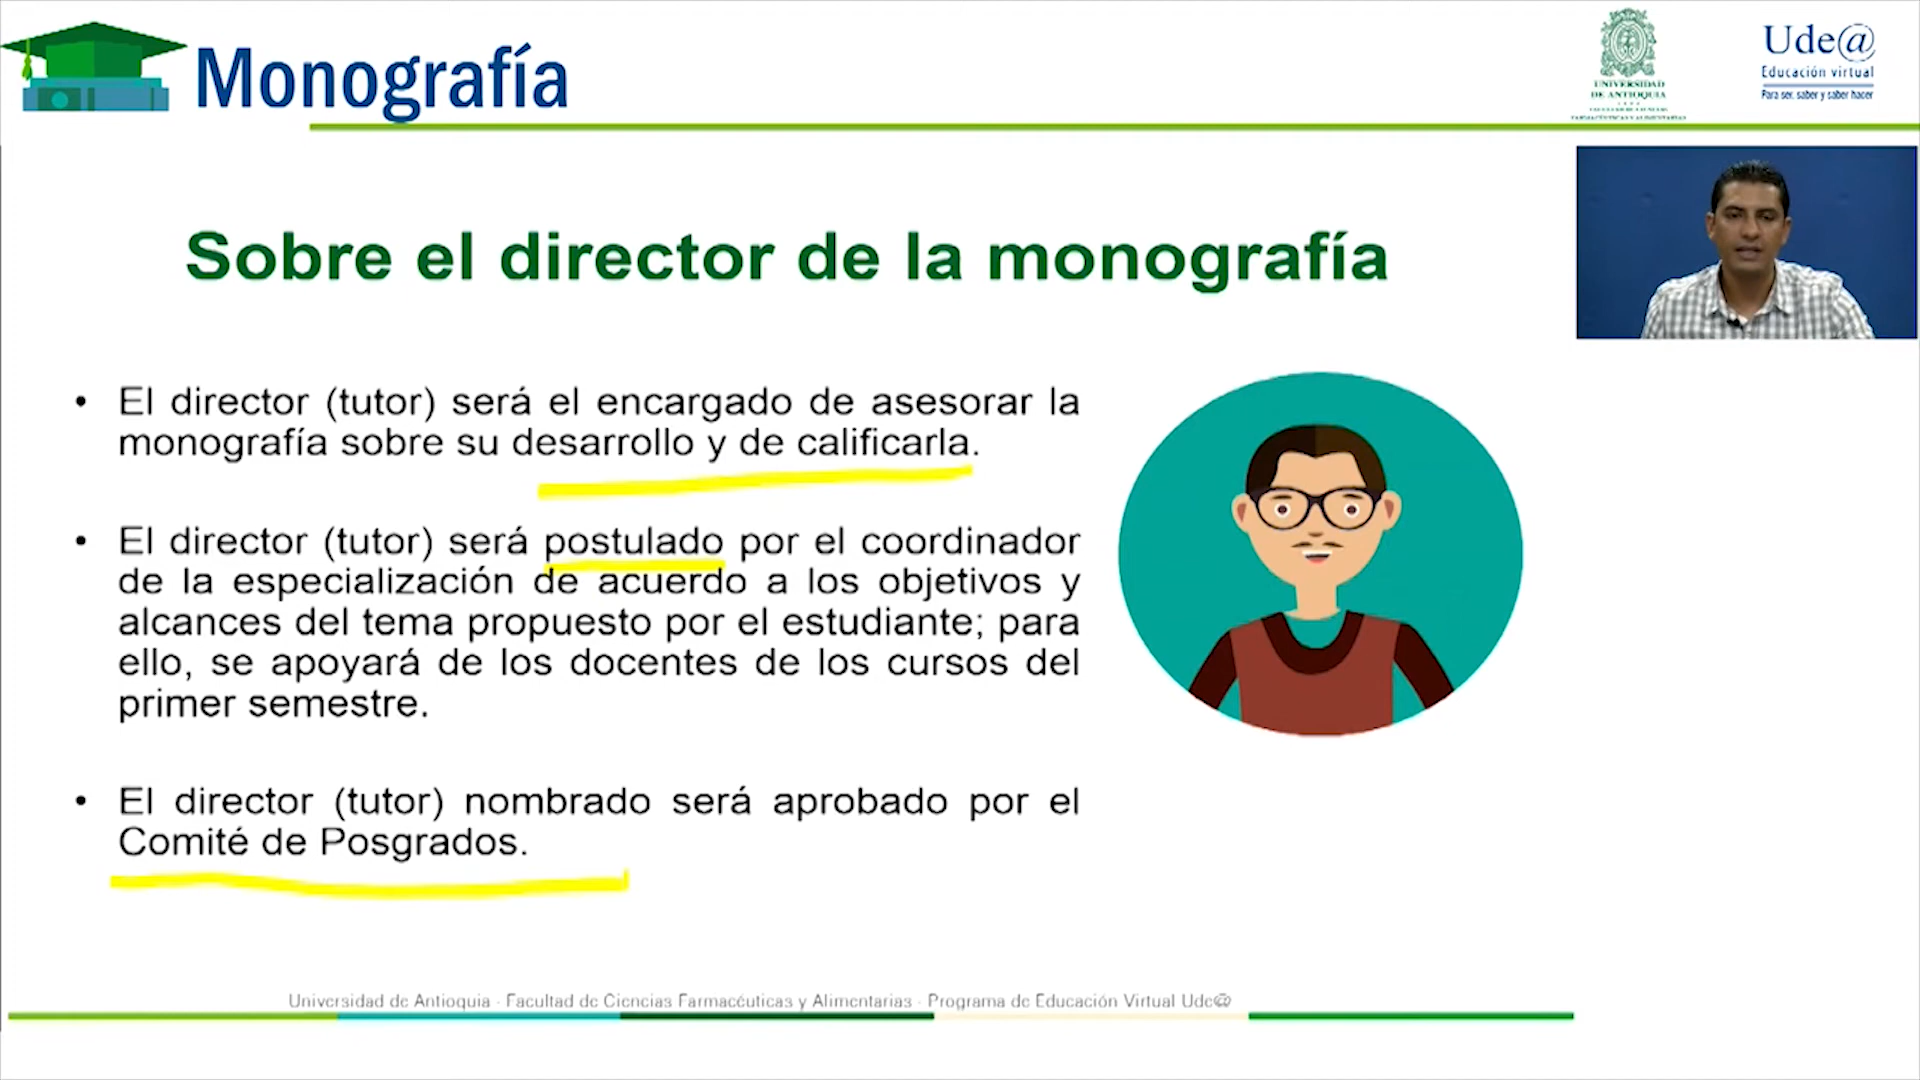 Monografía
UNIVERSIDAD
DE ANTIOQUIA
Ude@
Educación virtual
Para ser, saber y saber hacer
Sobre el director de la monografía
• El director (tutor) será el encargado de asesorar la
monografía sobre su desarrollo y de calificarla.
• El director (tutor) será postulado por el coordinador
de la especialización de acuerdo a los objetivos y
alcances del tema propuesto por el estudiante; para
ello, se apoyará de los docentes de los cursos del
primer semestre.
• El director (tutor) nombrado será aprobado por el
Comité de Posgrados.
Universidad de Antioquia - Facultad de Ciencias Farmacéuticas y Alimentarias - Programa de Educación Virtual Ude@